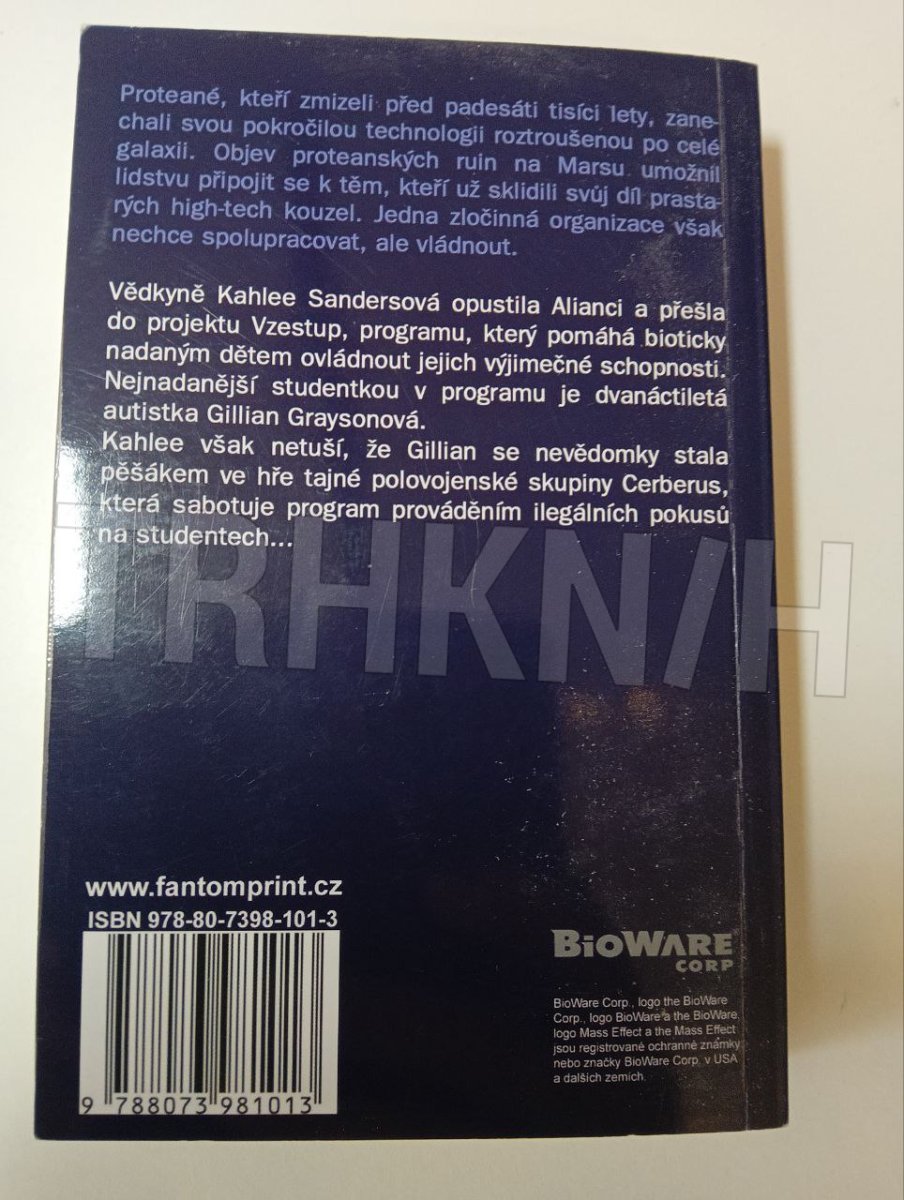 Proteané, kteří zmizeli před padesáti tisíci lety, zane-
chali svou pokročilou technologii roztroušenou po celé
galaxii. Objev proteanských ruin na Marsu umožnil
lidstvu připojit se k těm, kteří už sklidili svůj díl prasta-
rých high-tech kouzel. Jedna zločinná organizace však
nechce spolupracovat, ale vládnout.
Vědkyně Kahlee Sandersová opustila Alianci a přešla
do projektu Vzestup, programu, který pomáhá bioticky
nadaným dětem ovládnout jejich výjimečné schopnosti.
Nejnadanější studentkou v programu je dvanáctiletá
autistka Gillian Graysonová.
Kahlee však netuší, že Gillian se nevědomky stala
pěšákem ve hře tajné polovojenské skupiny Cerberus,
která sabotuje program prováděním ilegálních pokusů
na studentech...
TRHKN/H
www.fantomprint.cz
ISBN 978-80-7398-101-3
9 788073 981013
BIOWARE
CORP
BioWare Corp., logo the BioWare
Corp., logo BioWare a the BioWare,
logo Mass Effect a the Mass Effect
jsou registrované ochranné známky
nebo značky BioWare Corp. v USA
a dalších zemích.